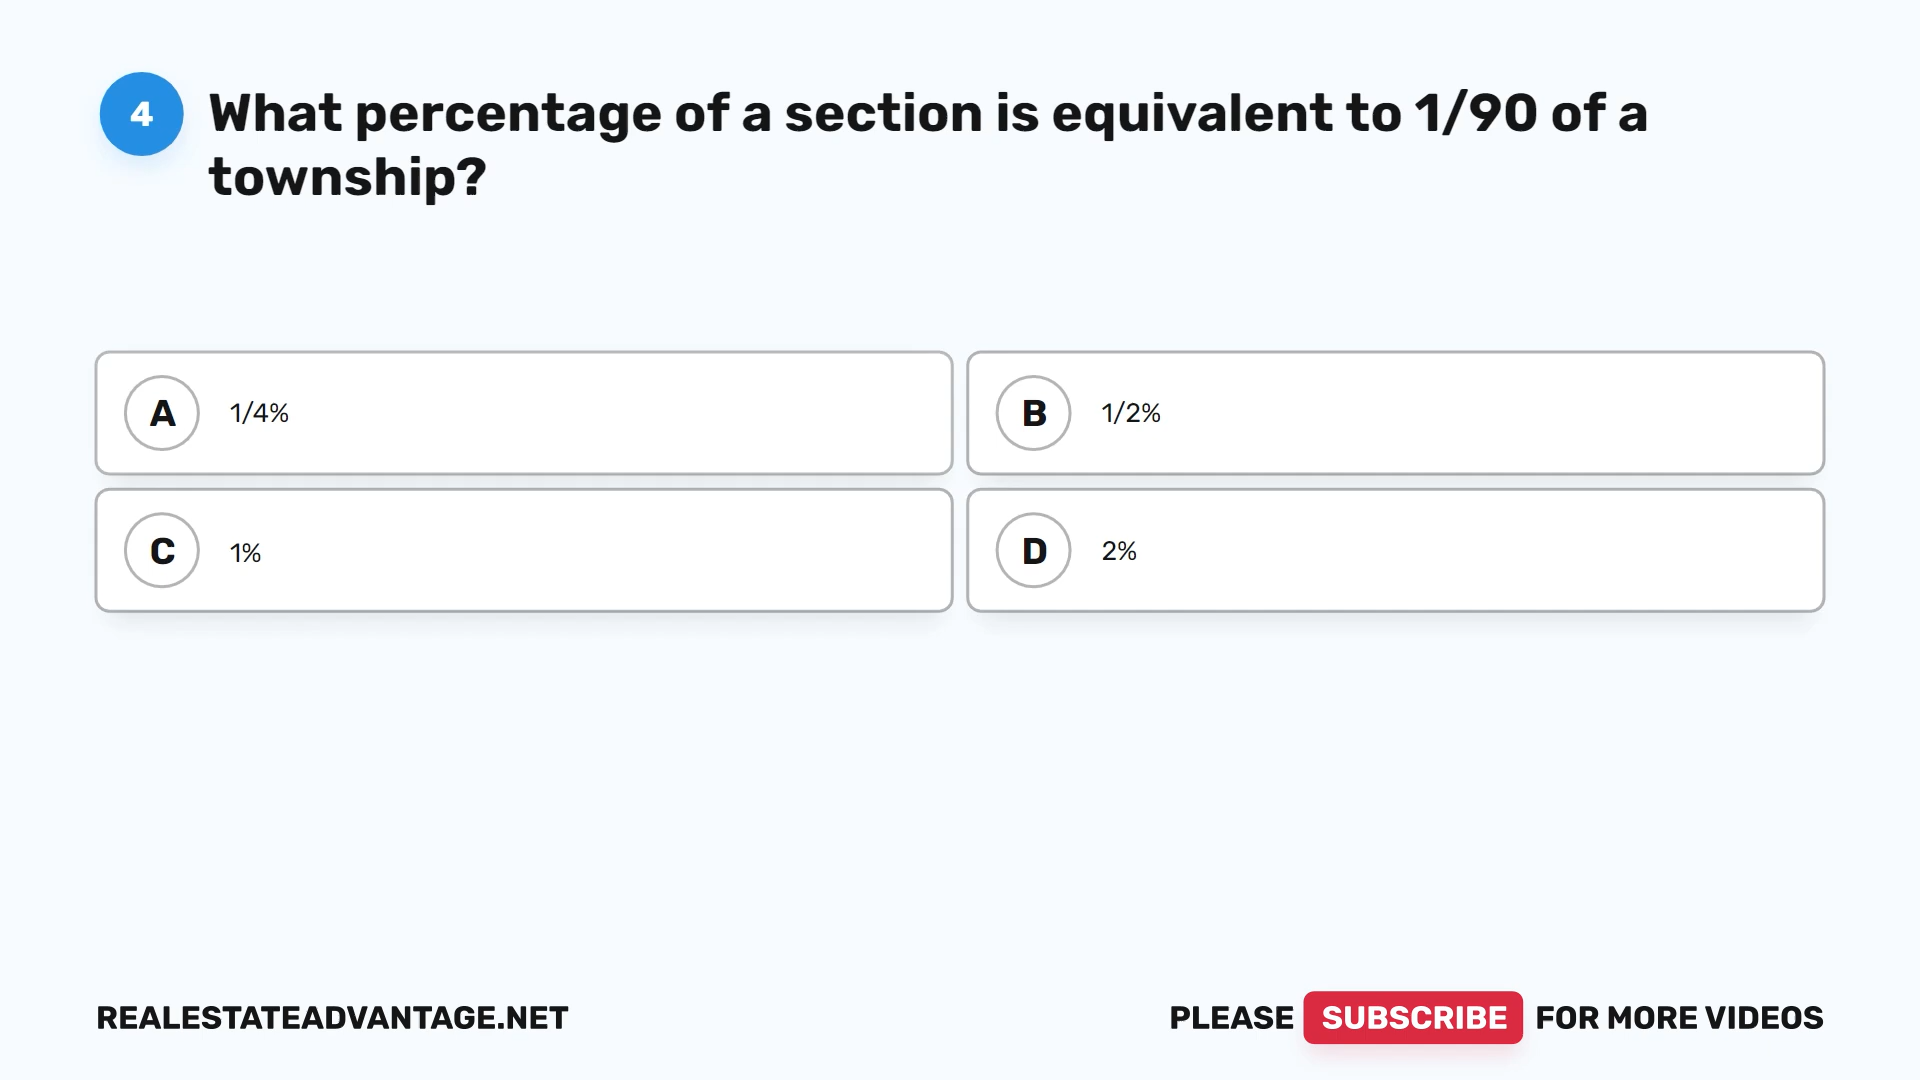 4
What percentage of a section is equivalent to 1/90 of a
township?
A 1/4%
B 1/2%
C 1%
D 2%
REALESTATEADVANTAGE.NET
PLEASE SUBSCRIBE FOR MORE VIDEOS